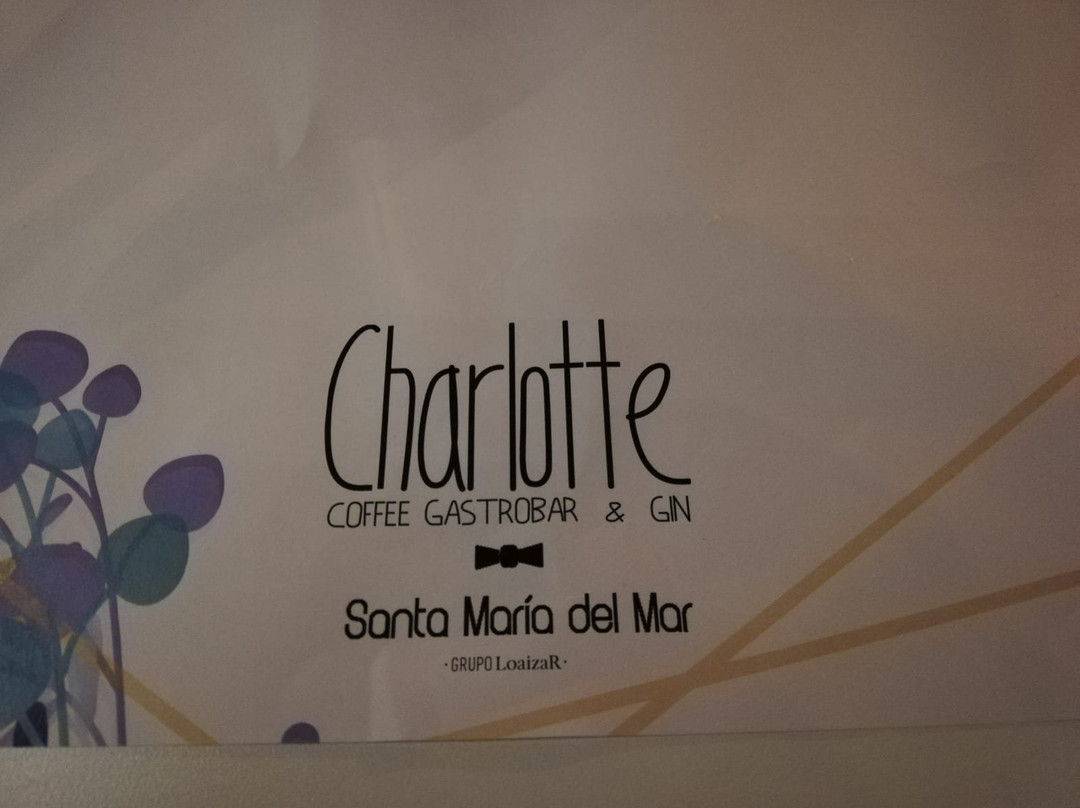 Charlotte
COFFEE GASTROBAR & GIN
Santa María del Mar
·GRUPO LoaizaR·